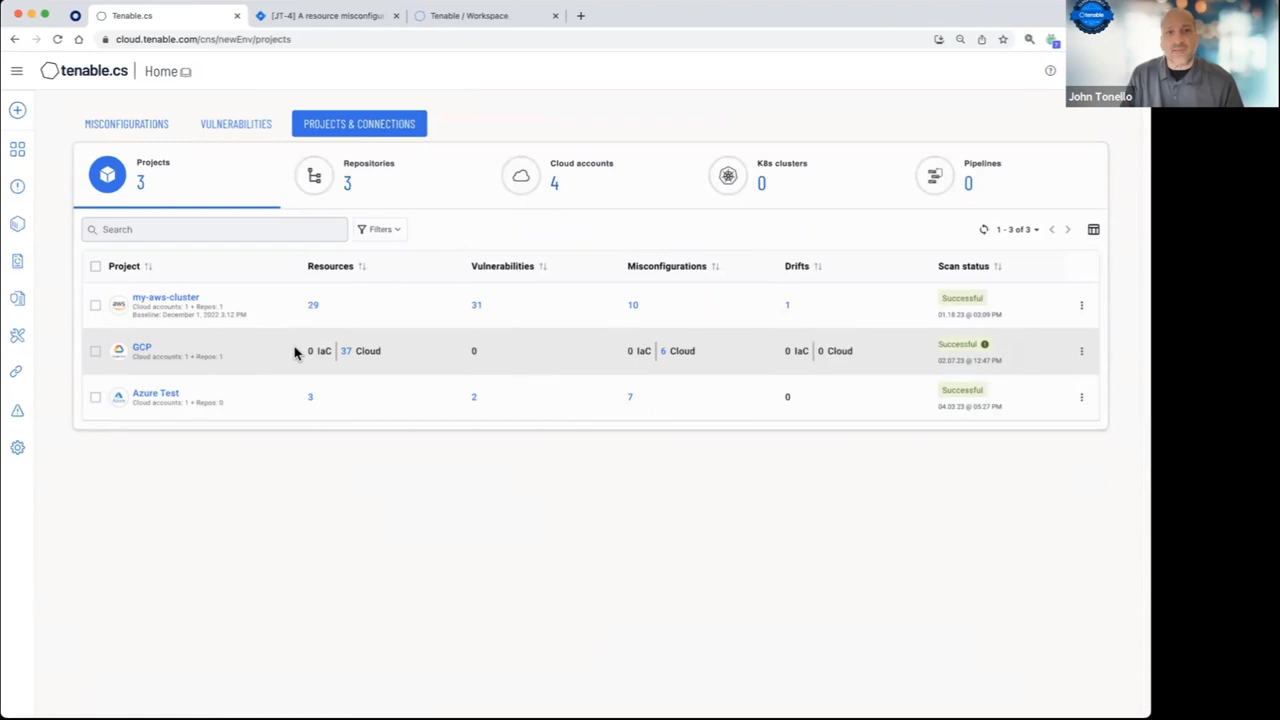 Tenable.cs
[JT-4] A resource misconfigu
Tenable / Workspace
cloud.tenable.com/cns/newEnv/projects
tenable
John Tonello
tenable.cs
Home
MISCONFIGURATIONS
VULNERABILITIES
PROJECTS & CONNECTIONS
Projects
3
Repositories
3
Cloud accounts
4
K8s clusters
0
Pipelines
0
Search
Filters
1 - 3 of 3
Project
Resources
Vulnerabilities
Misconfigurations
Drifts
Scan status
aws
my-aws-cluster
Cloud accounts: 1 • Repos: 1
Baseline: December 1, 2022 3:12 PM
29
31
10
1
Successful
01.18.23 @ 03:09 PM
GCP
Cloud accounts: 1 • Repo: 1
0 IaC
37 Cloud
0
0 IaC
6 Cloud
0 IaC
0 Cloud
Successful
02.07.23 @ 12:47 PM
Azure
Azure Test
Cloud accounts: 1 • Repos: 0
3
2
7
0
Successful
04.03.23 @ 05:27 PM